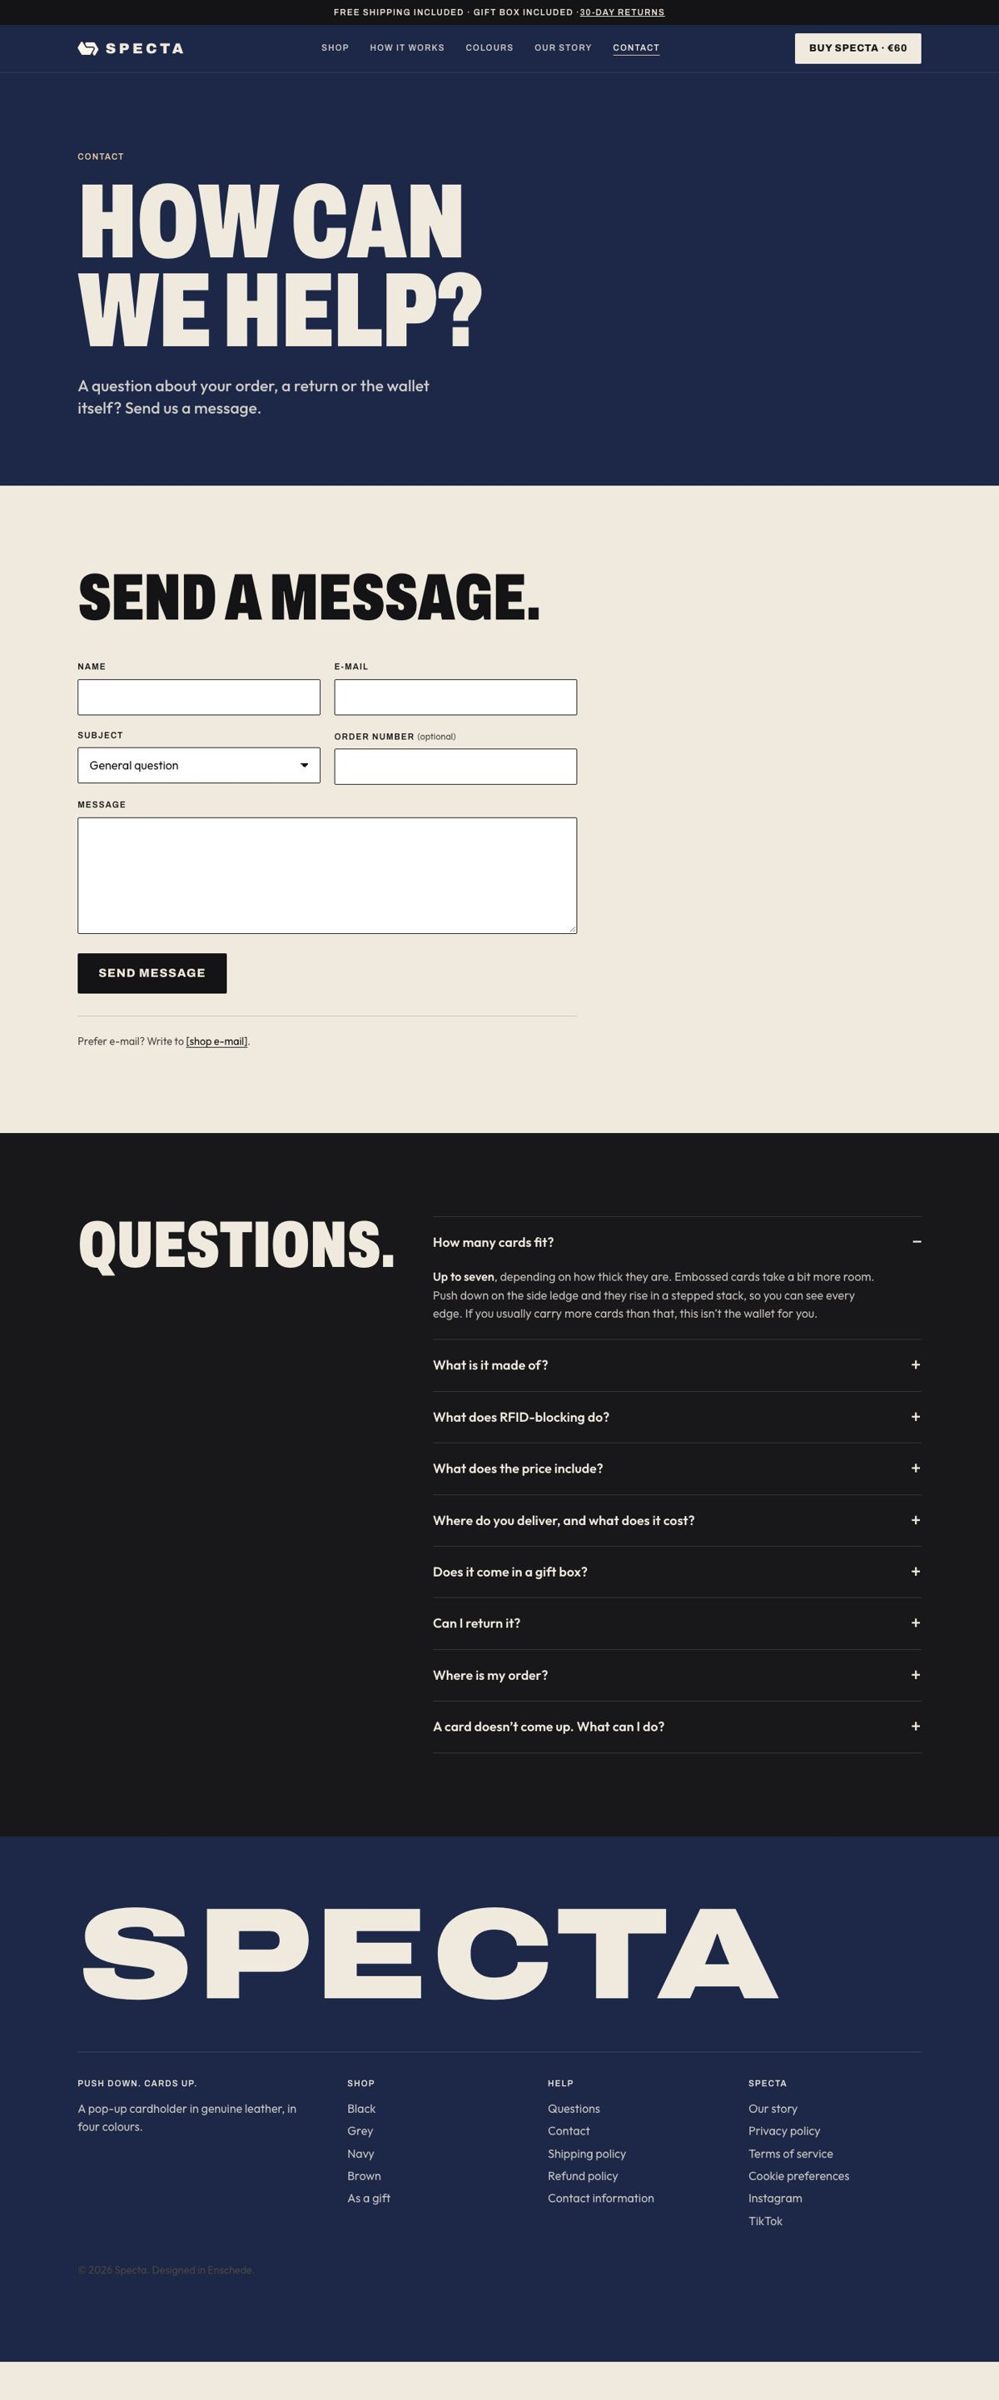 FREE SHIPPING INCLUDED · GIFT BOX INCLUDED · 30-DAY RETURNS
SPECTA
SHOP HOW IT WORKS COLOURS OUR STORY CONTACT
BUY SPECTA · €60
CONTACT
HOW CAN
WE HELP?
A question about your order, a return or the wallet
itself? Send us a message.
SEND A MESSAGE.
NAME E-MAIL
SUBJECT ORDER NUMBER (optional)
General question
MESSAGE
SEND MESSAGE
Prefer e-mail? Write to [shop e-mail].
QUESTIONS.
How many cards fit? −
Up to seven, depending on how thick they are. Embossed cards take a bit more room.
Push down on the side ledge and they rise in a stepped stack, so you can see every
edge. If you usually carry more cards than that, this isn’t the wallet for you.
What is it made of? +
What does RFID-blocking do? +
What does the price include? +
Where do you deliver, and what does it cost? +
Does it come in a gift box? +
Can I return it? +
Where is my order? +
A card doesn’t come up. What can I do? +
SPECTA
PUSH DOWN. CARDS UP.
A pop-up cardholder in genuine leather, in
four colours.
SHOP
Black
Grey
Navy
Brown
As a gift
HELP
Questions
Contact
Shipping policy
Refund policy
Contact information
SPECTA
Our story
Privacy policy
Terms of service
Cookie preferences
Instagram
TikTok
© 2026 Specta. Designed in Enschede.